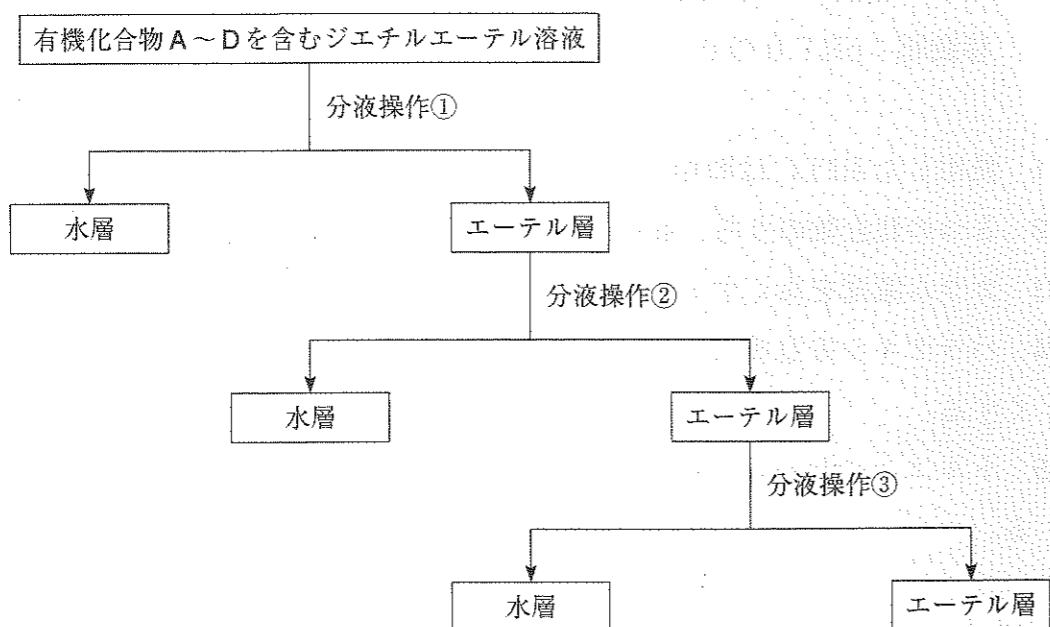 有機化合物A～Dを含むジエチルエーテル溶液
分液操作①
水層
エーテル層
分液操作②
水層
エーテル層
分液操作③
水層
エーテル層